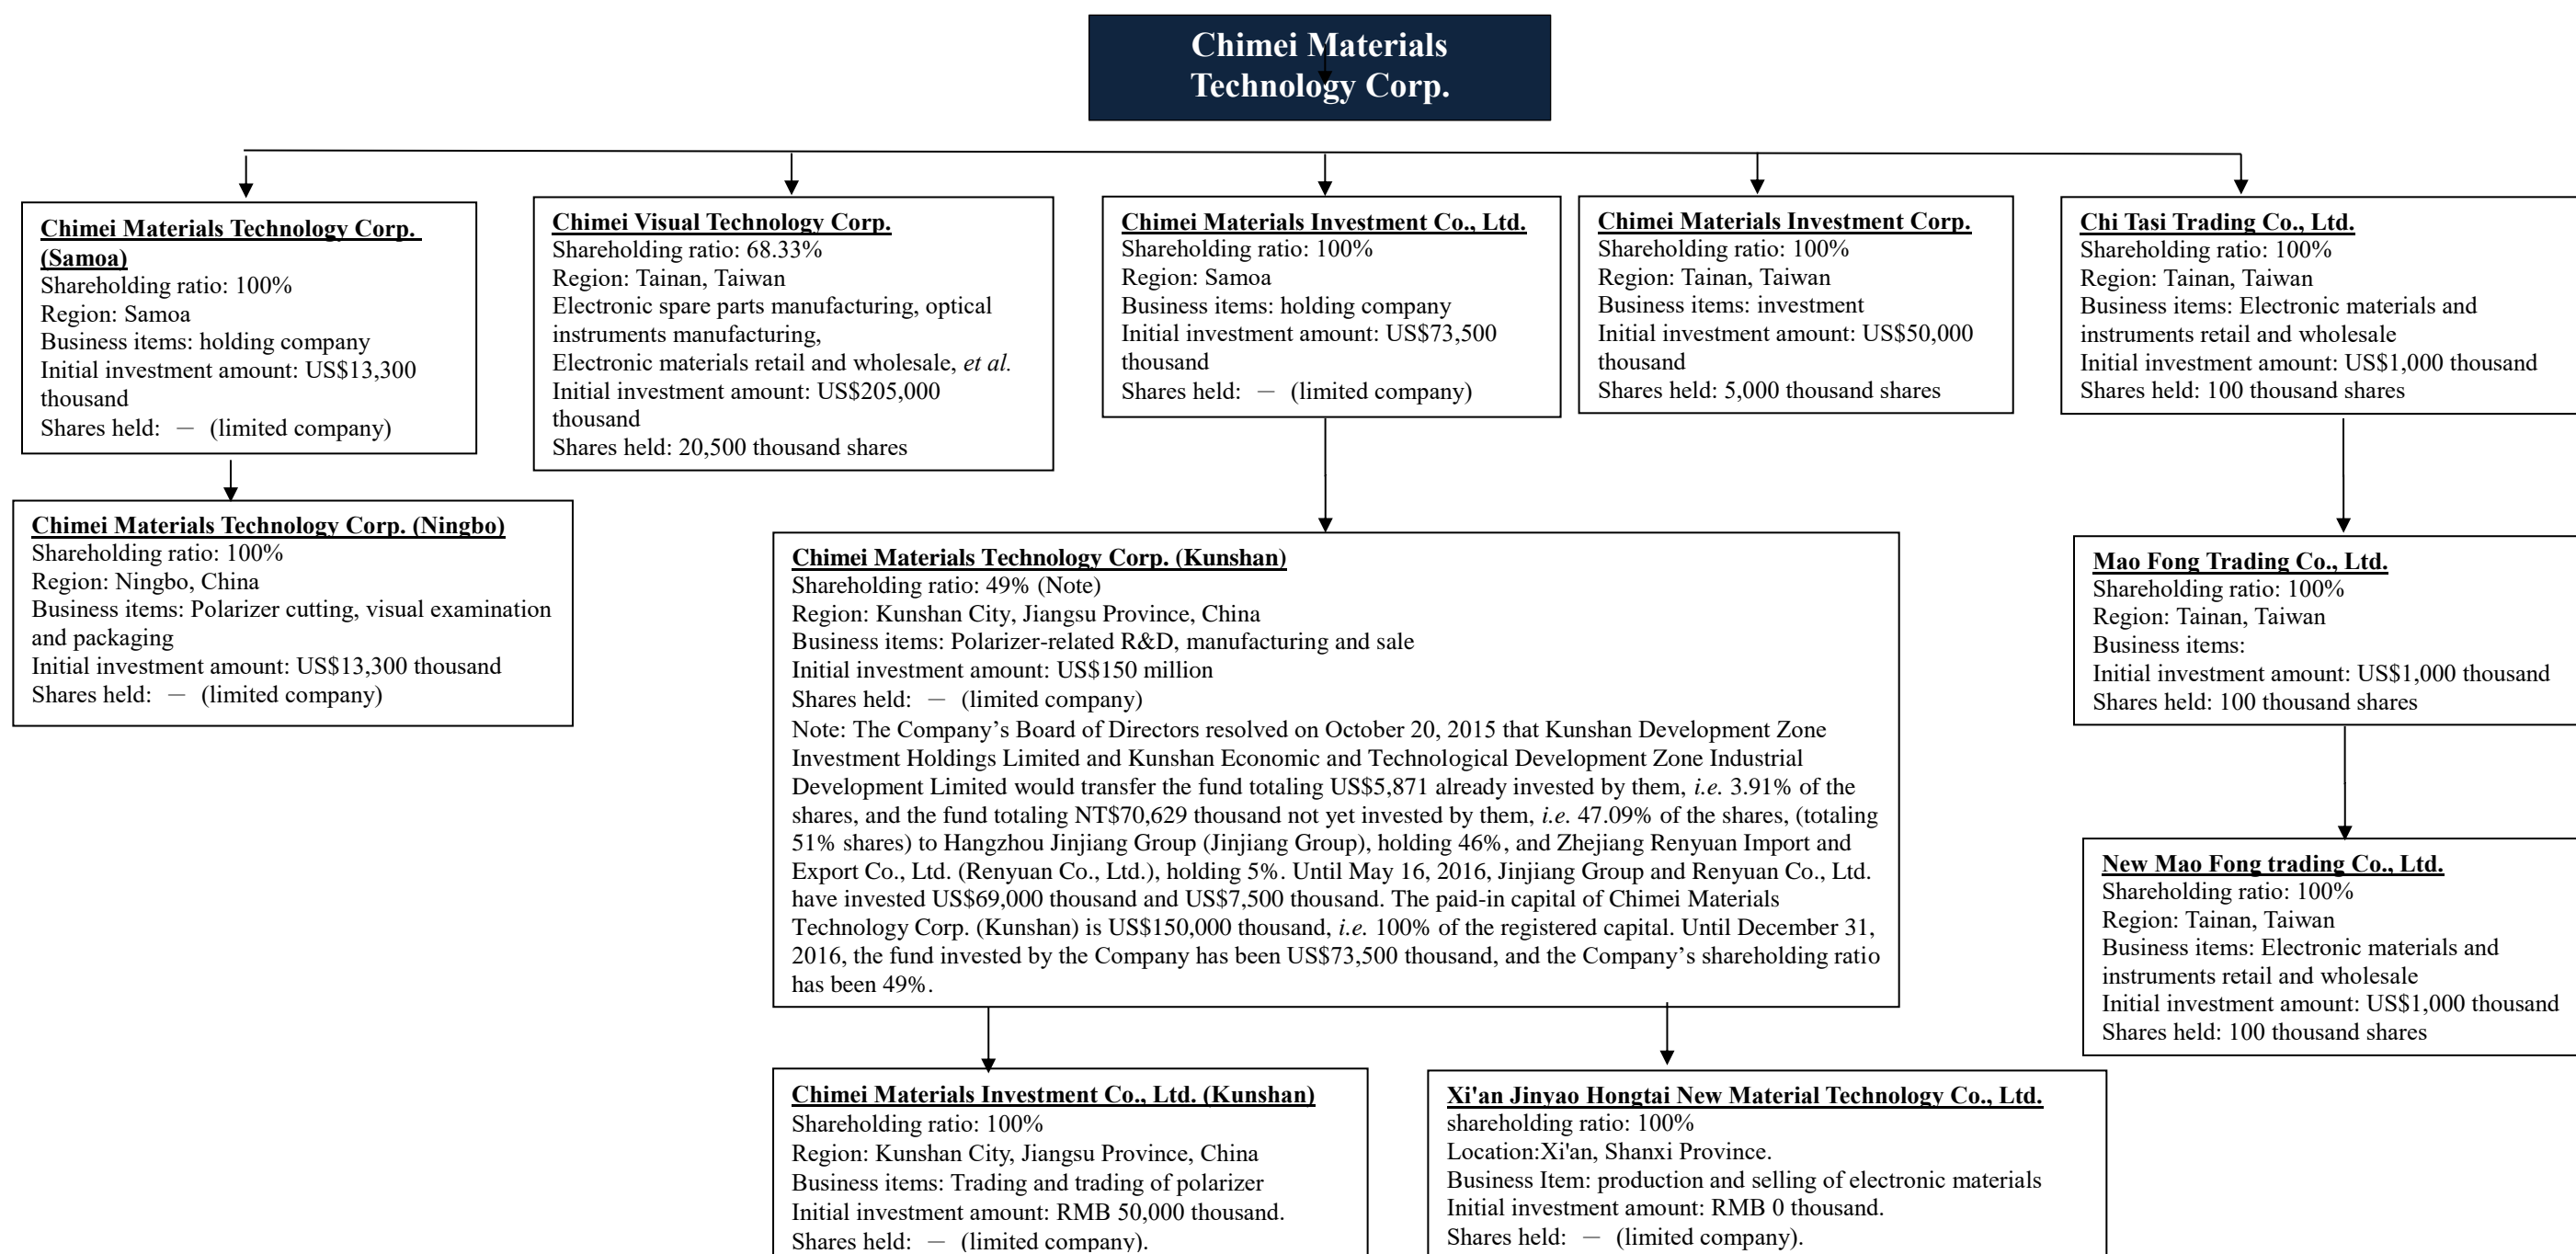 Chimei Materials
Technology Corp.
Chimei Materials Technology Corp.
(Samoa)
Shareholding ratio: 100%
Region: Samoa
Business items: holding company
Initial investment amount: US$13,300
thousand
Shares held: － (limited company)
Chimei Visual Technology Corp.
Shareholding ratio: 68.33%
Region: Tainan, Taiwan
Electronic spare parts manufacturing, optical
instruments manufacturing,
Electronic materials retail and wholesale, et al.
Initial investment amount: US$205,000
thousand
Shares held: 20,500 thousand shares
Chimei Materials Investment Co., Ltd.
Shareholding ratio: 100%
Region: Samoa
Business items: holding company
Initial investment amount: US$73,500
thousand
Shares held: － (limited company)
Chimei Materials Investment Corp.
Shareholding ratio: 100%
Region: Tainan, Taiwan
Business items: investment
Initial investment amount: US$50,000
thousand
Shares held: 5,000 thousand shares
Chi Tasi Trading Co., Ltd.
Shareholding ratio: 100%
Region: Tainan, Taiwan
Business items: Electronic materials and
instruments retail and wholesale
Initial investment amount: US$1,000 thousand
Shares held: 100 thousand shares
Chimei Materials Technology Corp. (Ningbo)
Shareholding ratio: 100%
Region: Ningbo, China
Business items: Polarizer cutting, visual examination
and packaging
Initial investment amount: US$13,300 thousand
Shares held: － (limited company)
Chimei Materials Technology Corp. (Kunshan)
Shareholding ratio: 49% (Note)
Region: Kunshan City, Jiangsu Province, China
Business items: Polarizer-related R&D, manufacturing and sale
Initial investment amount: US$150 million
Shares held: － (limited company)
Note: The Company’s Board of Directors resolved on October 20, 2015 that Kunshan Development Zone
Investment Holdings Limited and Kunshan Economic and Technological Development Zone Industrial
Development Limited would transfer the fund totaling US$5,871 already invested by them, i.e. 3.91% of the
shares, and the fund totaling NT$70,629 thousand not yet invested by them, i.e. 47.09% of the shares, (totaling
51% shares) to Hangzhou Jinjiang Group (Jinjiang Group), holding 46%, and Zhejiang Renyuan Import and
Export Co., Ltd. (Renyuan Co., Ltd.), holding 5%. Until May 16, 2016, Jinjiang Group and Renyuan Co., Ltd.
have invested US$69,000 thousand and US$7,500 thousand. The paid-in capital of Chimei Materials
Technology Corp. (Kunshan) is US$150,000 thousand, i.e. 100% of the registered capital. Until December 31,
2016, the fund invested by the Company has been US$73,500 thousand, and the Company’s shareholding ratio
has been 49%.
Mao Fong Trading Co., Ltd.
Shareholding ratio: 100%
Region: Tainan, Taiwan
Business items:
Initial investment amount: US$1,000 thousand
Shares held: 100 thousand shares
New Mao Fong trading Co., Ltd.
Shareholding ratio: 100%
Region: Tainan, Taiwan
Business items: Electronic materials and
instruments retail and wholesale
Initial investment amount: US$1,000 thousand
Shares held: 100 thousand shares
Chimei Materials Investment Co., Ltd. (Kunshan)
Shareholding ratio: 100%
Region: Kunshan City, Jiangsu Province, China
Business items: Trading and trading of polarizer
Initial investment amount: RMB 50,000 thousand.
Shares held: － (limited company).
Xi'an Jinyao Hongtai New Material Technology Co., Ltd.
shareholding ratio: 100%
Location:Xi'an, Shanxi Province.
Business Item: production and selling of electronic materials
Initial investment amount: RMB 0 thousand.
Shares held: － (limited company).